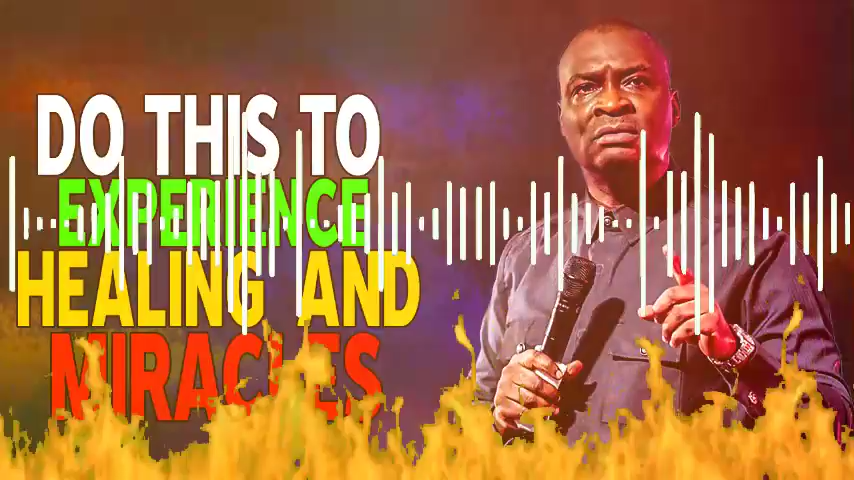 DO THIS TO
EXPERIENCE
HEALING AND
MIRACLES